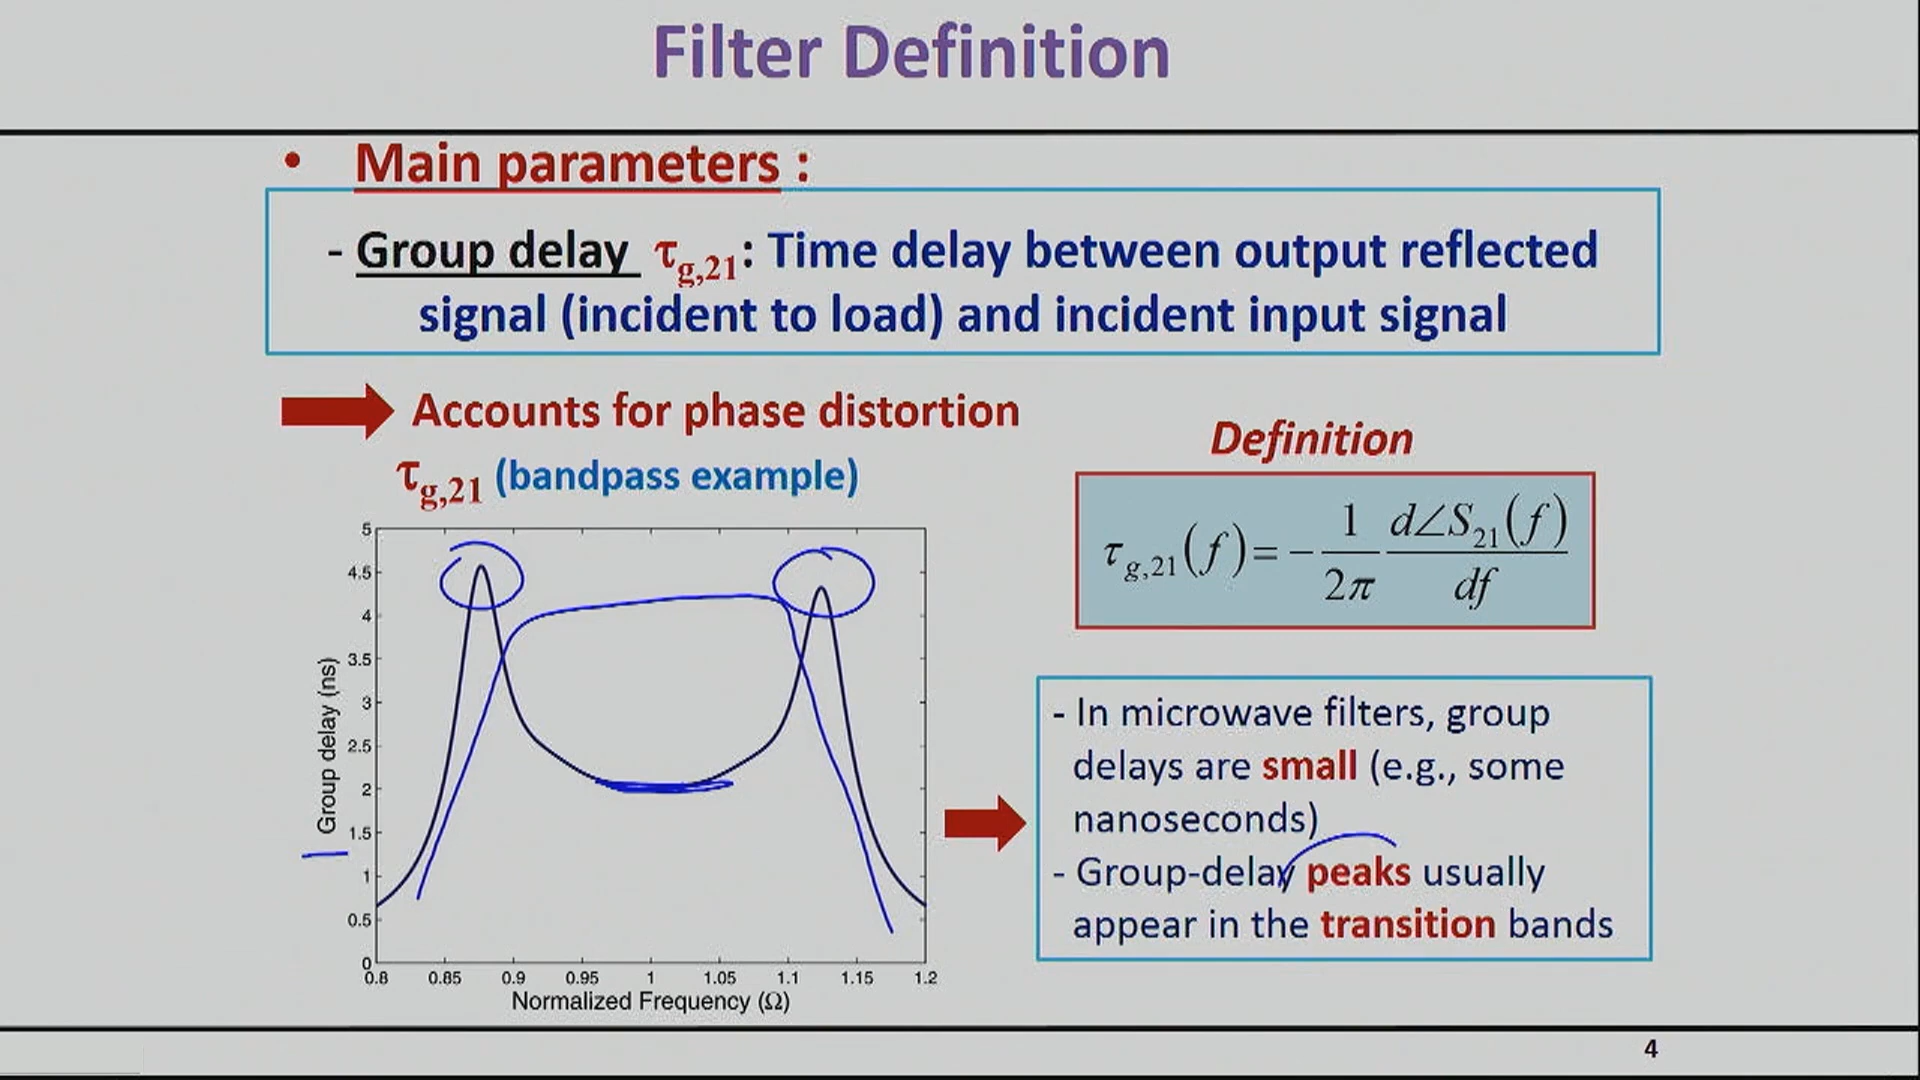 Filter Definition
• Main parameters :
- Group delay τg,21: Time delay between output reflected
signal (incident to load) and incident input signal
Accounts for phase distortion
τg,21 (bandpass example)
Definition
τg,21(f)= - 1/2π d∠S21(f)/df
5
4.5
4
3.5
3
2.5
2
1.5
1
0.5
0
Group delay (ns)
0.8 0.85 0.9 0.95 1 1.05 1.1 1.15 1.2
Normalized Frequency (Ω)
- In microwave filters, group
delays are small (e.g., some
nanoseconds)
- Group-delay peaks usually
appear in the transition bands
4